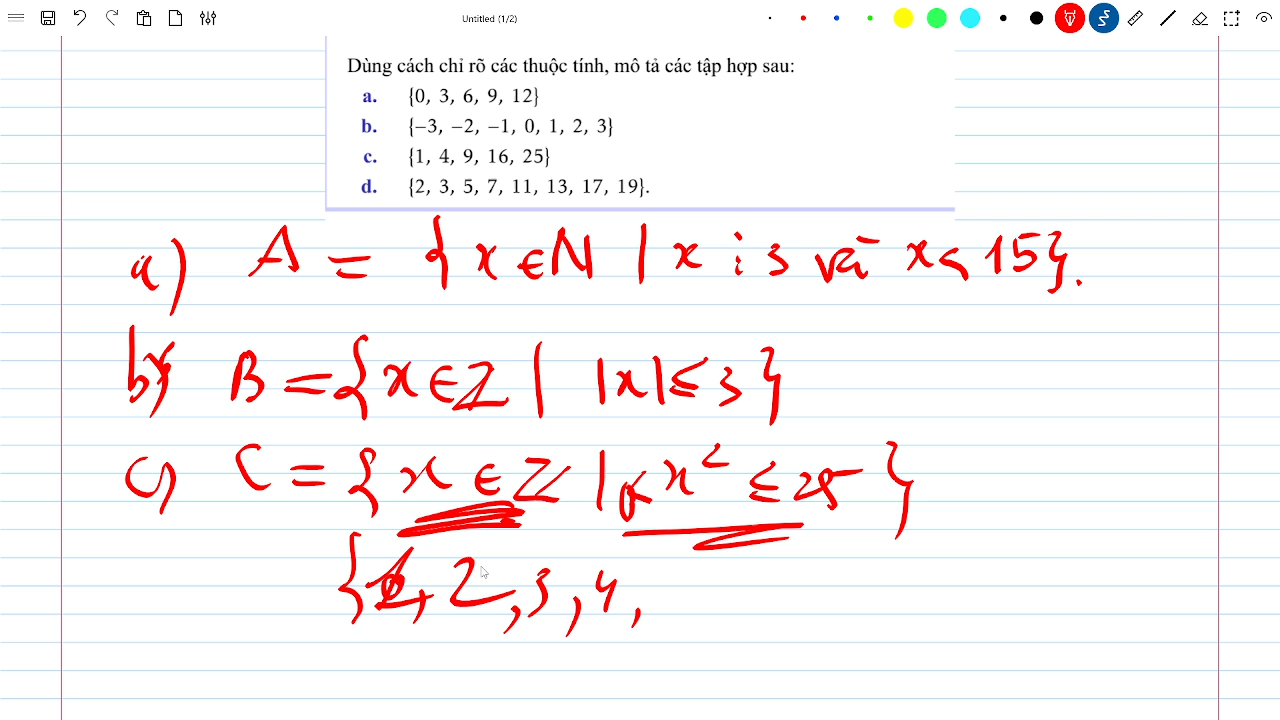 Untitled (1/2)
Dùng cách chỉ rõ các thuộc tính, mô tả các tập hợp sau:
a. {0, 3, 6, 9, 12}
b. {−3, −2, −1, 0, 1, 2, 3}
c. {1, 4, 9, 16, 25}
d. {2, 3, 5, 7, 11, 13, 17, 19}.
a) A = {x ∈ N | x ⋮ 3 và x < 15}.
b) B = {x ∈ Z | |x| ≤ 3}
c) C = {x ∈ Z | x² ≤ 25}
{ , 2, 3, 4,